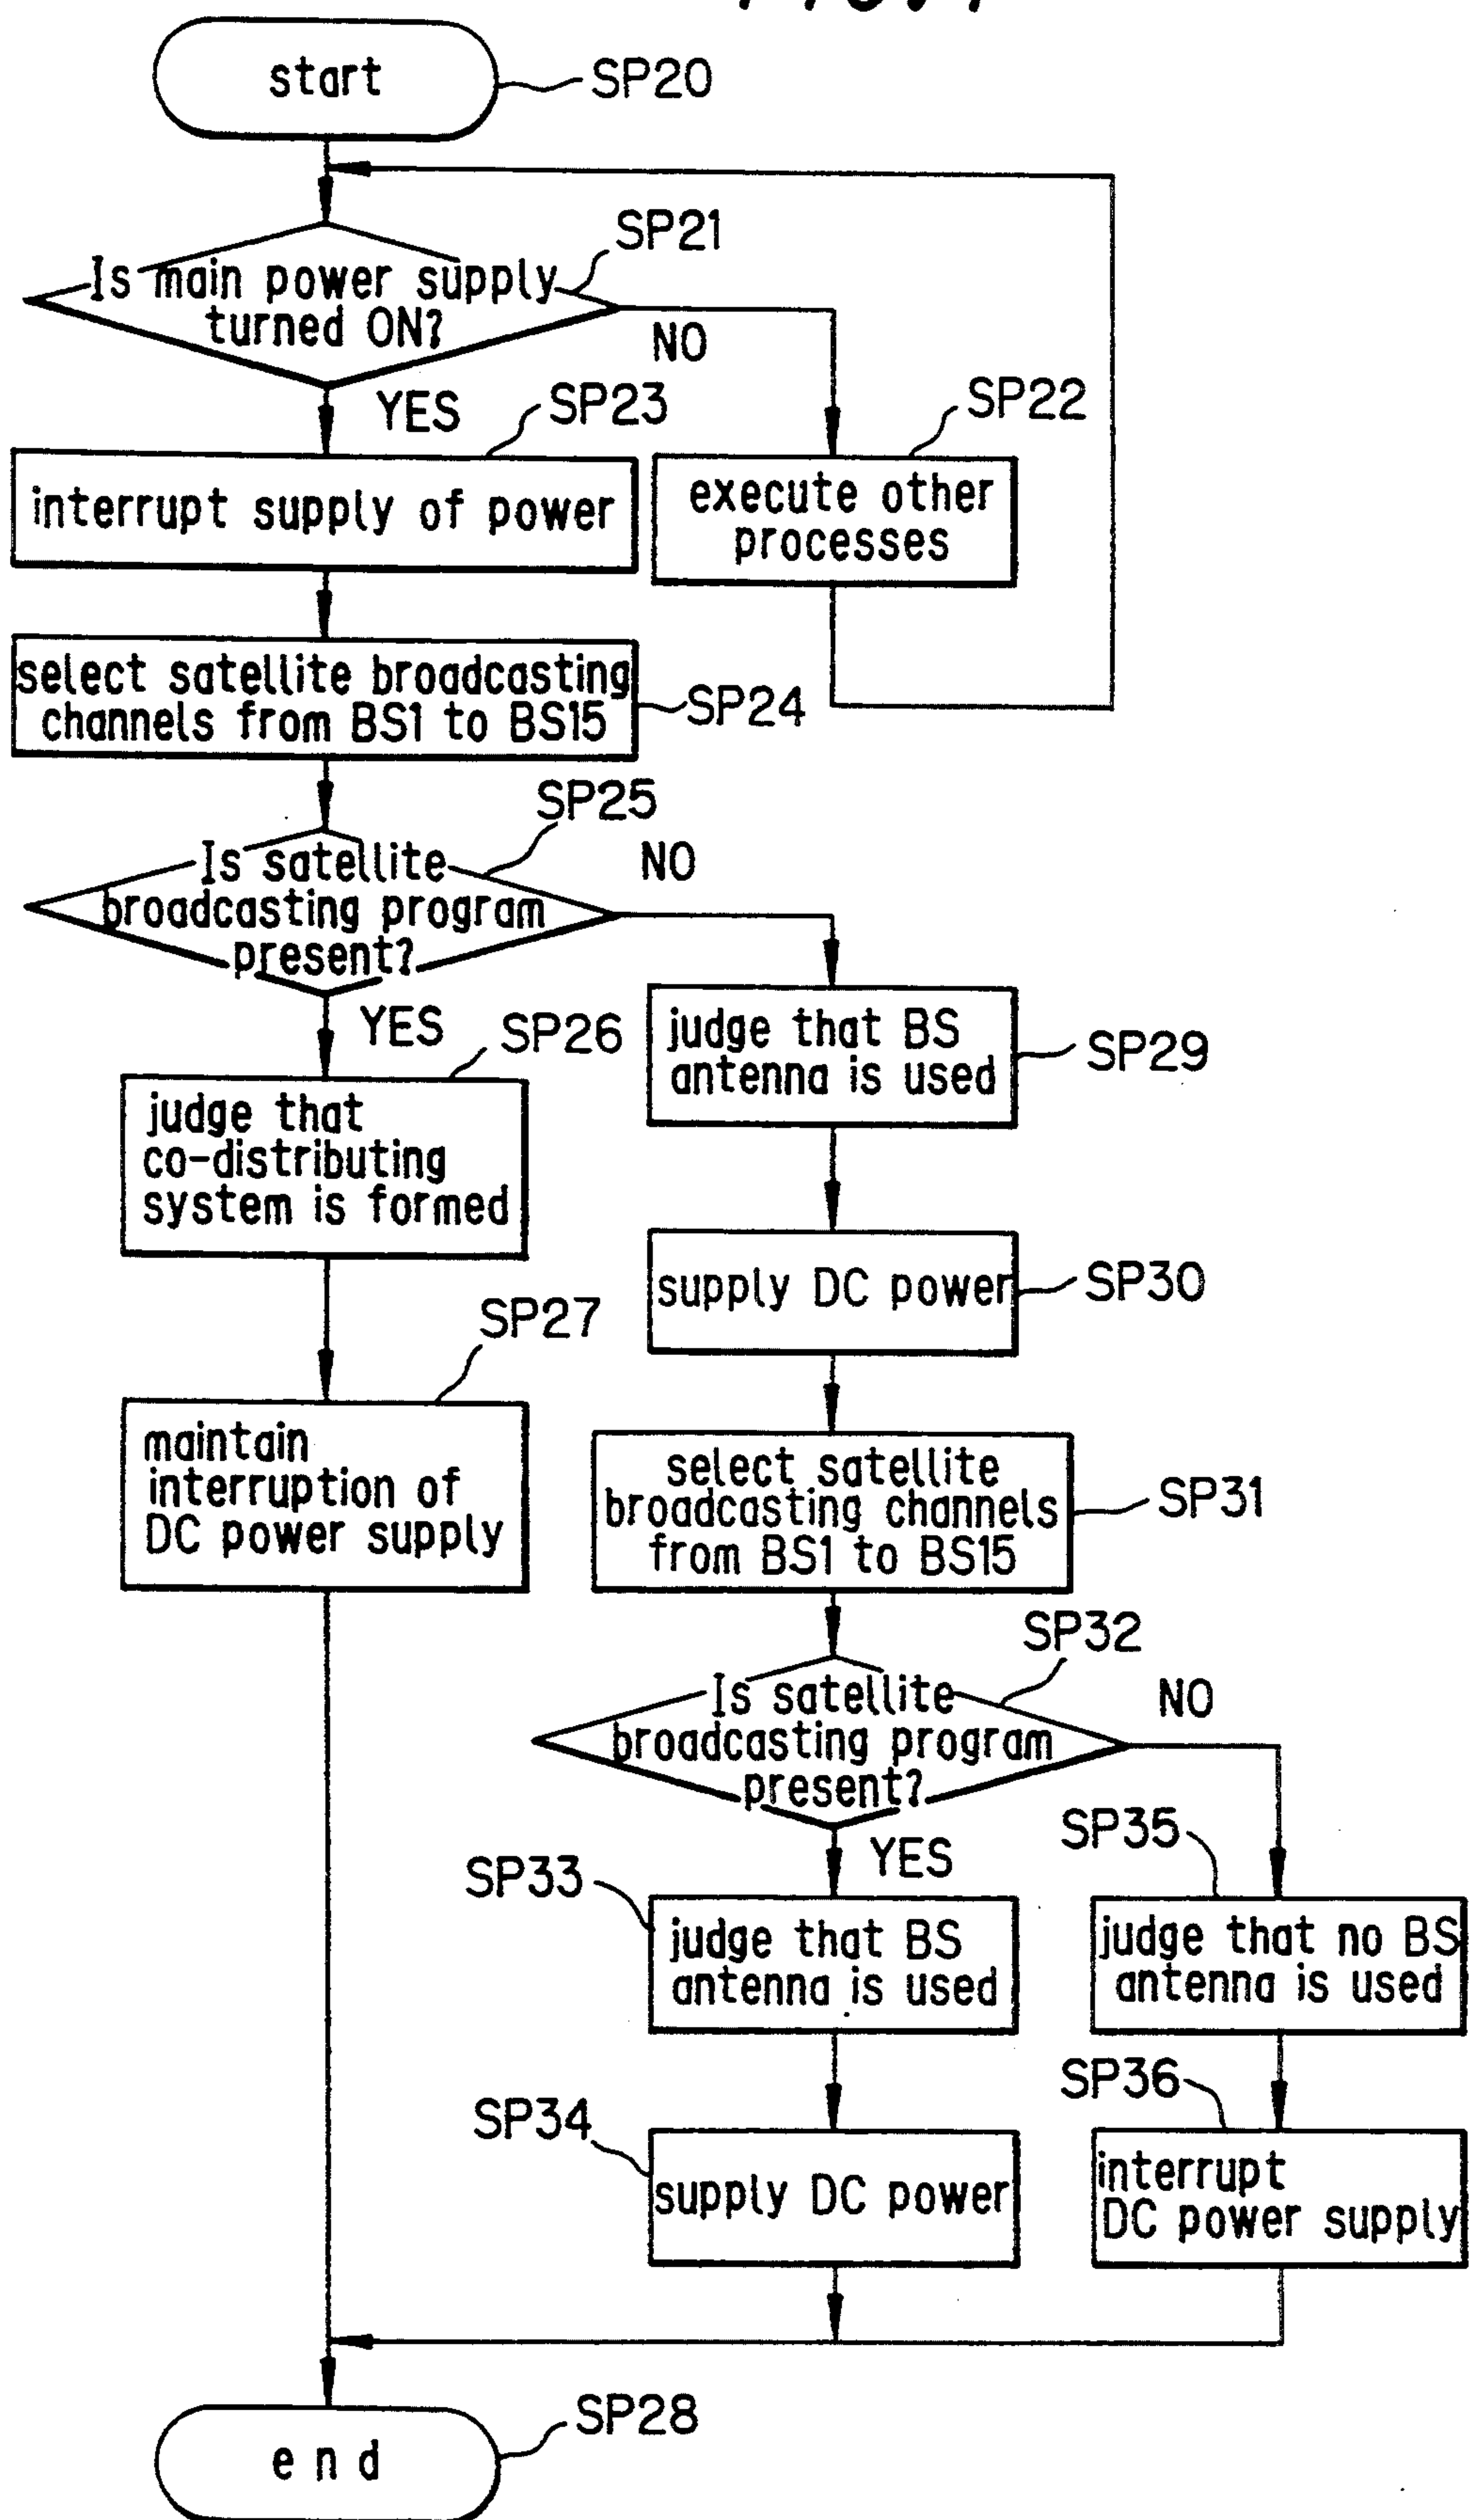 start
SP20
SP21
Is main power supply
turned ON?
NO
YES
SP23
SP22
interrupt supply of power
execute other
processes
select satellite broadcasting
channels from BS1 to BS15
SP24
SP25
Is satellite
broadcasting program
present?
NO
YES
SP26
judge that
co-distributing
system is formed
judge that BS
antenna is used
SP29
supply DC power
SP30
SP27
maintain
interruption of
DC power supply
select satellite
broadcasting channels
from BS1 to BS15
SP31
SP32
Is satellite
broadcasting program
present?
NO
YES
SP33
SP35
judge that BS
antenna is used
judge that no BS
antenna is used
SP34
SP36
supply DC power
interrupt
DC power supply
end
SP28